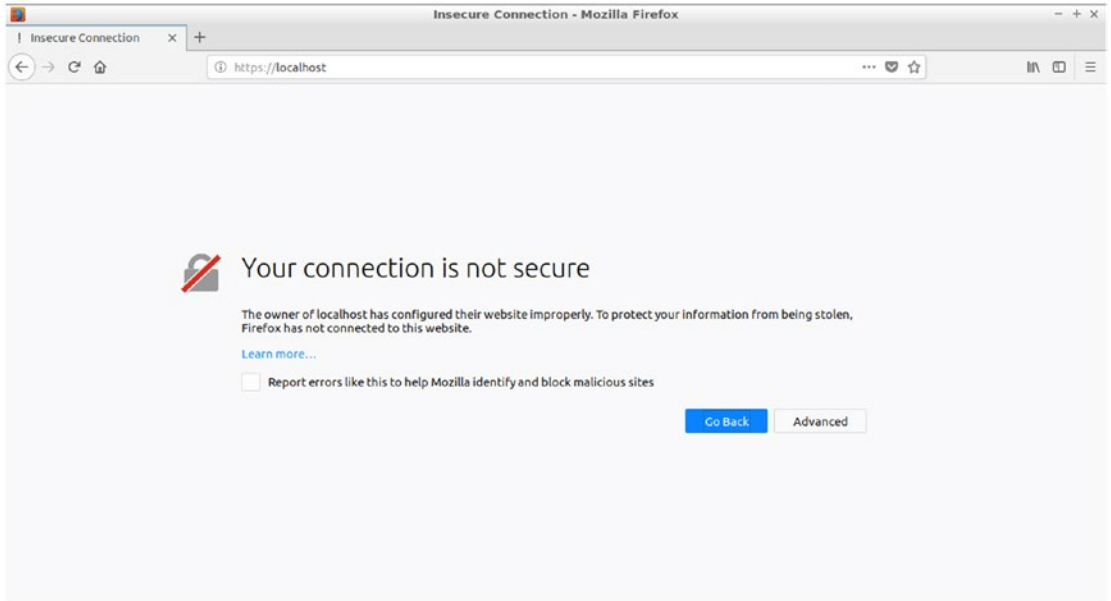 Insecure Connection - Mozilla Firefox
Insecure Connection
https://localhost
Your connection is not secure
The owner of localhost has configured their website improperly. To protect your information from being stolen,
Firefox has not connected to this website.
Learn more...
Report errors like this to help Mozilla identify and block malicious sites
Go Back Advanced